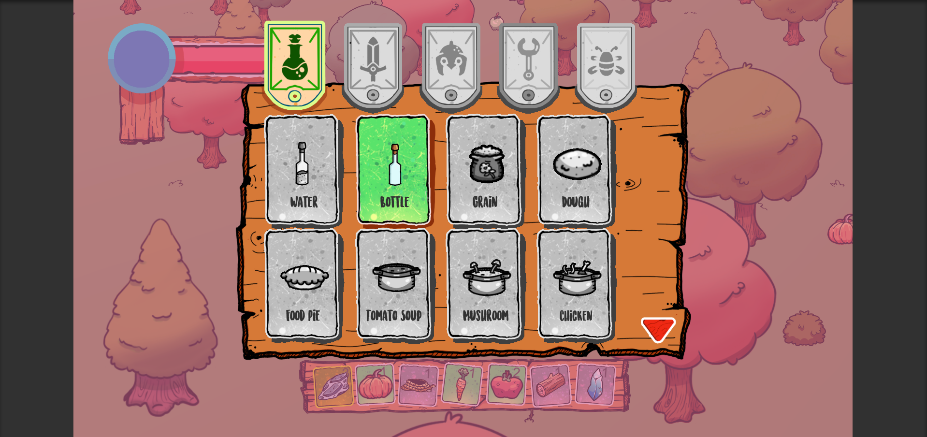 WATER
BOTTLE
GRAIN
DOUGH
FOOD PIE
TOMATO SOUP
MUSHROOM
CHICKEN